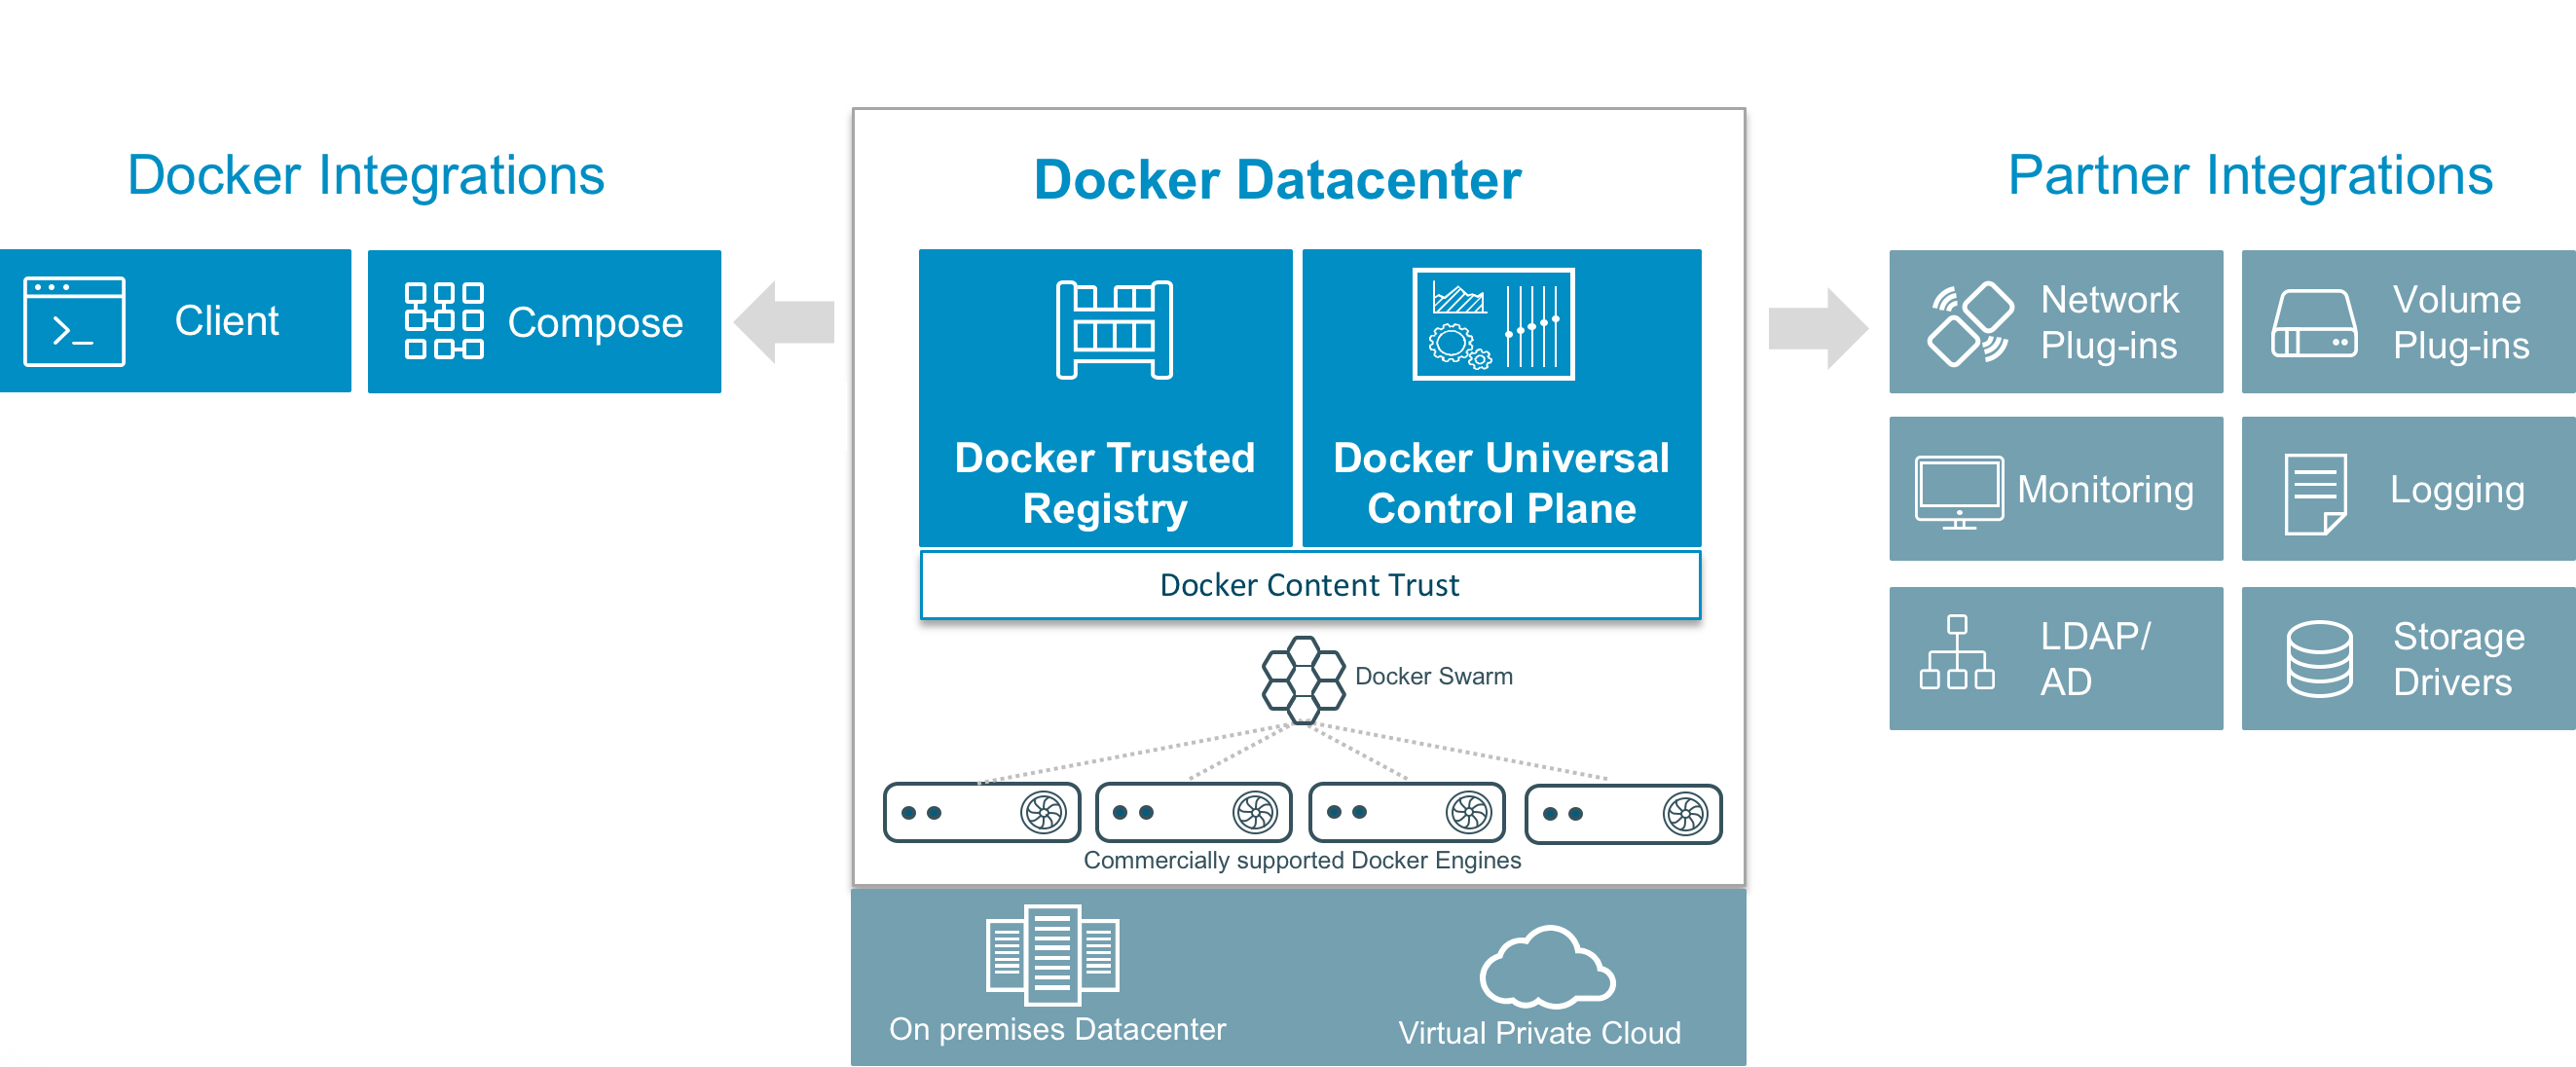 Docker Integrations
Client
Compose
Docker Datacenter
Docker Trusted
Registry
Docker Universal
Control Plane
Docker Content Trust
Docker Swarm
Commercially supported Docker Engines
On premises Datacenter
Virtual Private Cloud
Partner Integrations
Network
Plug-ins
Volume
Plug-ins
Monitoring
Logging
LDAP/
AD
Storage
Drivers